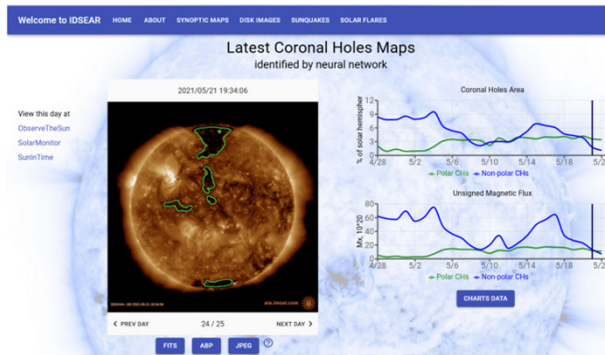 Welcome to IDSEAR HOME ABOUT SYNOPTIC MAPS DISK IMAGES SUNQUAKES SOLAR FLARES
Latest Coronal Holes Maps
identified by neural network
2021/05/21 19:34:06
View this day at
ObserveTheSun
SolarMonitor
SunInTime
PREV DAY 24 / 25 NEXT DAY
FITS ABP JPEG
Coronal Holes Area
% of solar hemispher
12
9
6
3
0
4/28 5/2 5/6 5/10 5/14 5/18 5/2
Polar CHs Non-polar CHs
Unsigned Magnetic Flux
Mx, 10^20
80
60
40
20
0
4/28 5/2 5/6 5/10 5/14 5/18 5/2
Polar CHs Non-polar CHs
CHARTS DATA